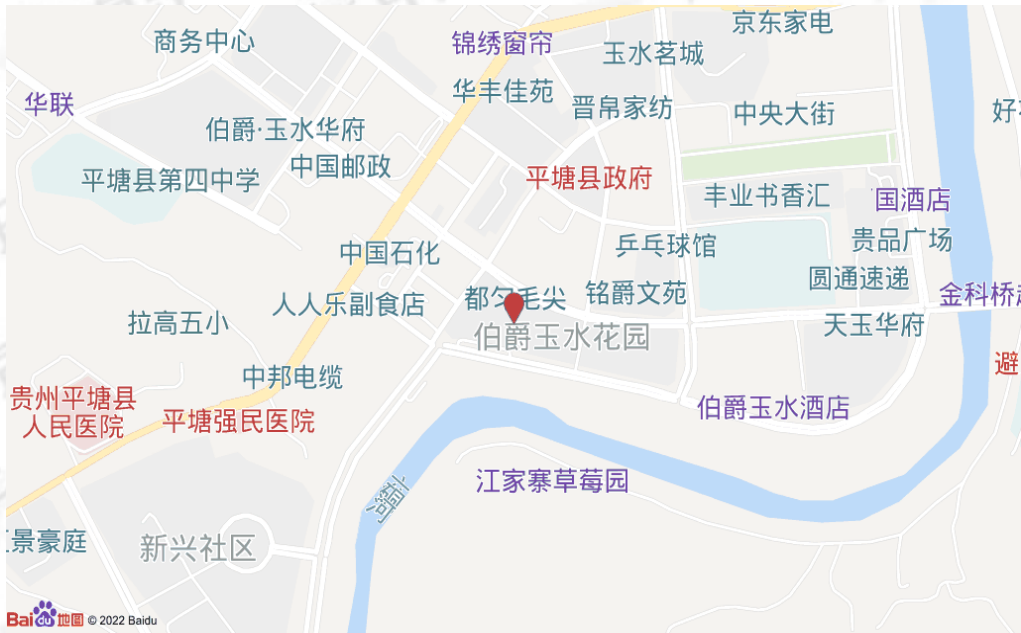 京东家电
商务中心
锦绣窗帘
玉水茗城
华丰佳苑
华联
晋帛家纺
中央大街
伯爵·玉水华府
中国邮政
平塘县第四中学
平塘县政府
丰业书香汇
国酒店
乒乓球馆
贵品广场
中国石化
圆通速递
都匀毛尖
铭爵文苑
金科桥
人人乐副食店
拉高五小
天玉华府
伯爵玉水花园
避
中邦电缆
贵州平塘县
人民医院
平塘强民医院
伯爵玉水酒店
江家寨草莓园
景豪庭
新兴社区
Bai du 地图 © 2022 Baidu